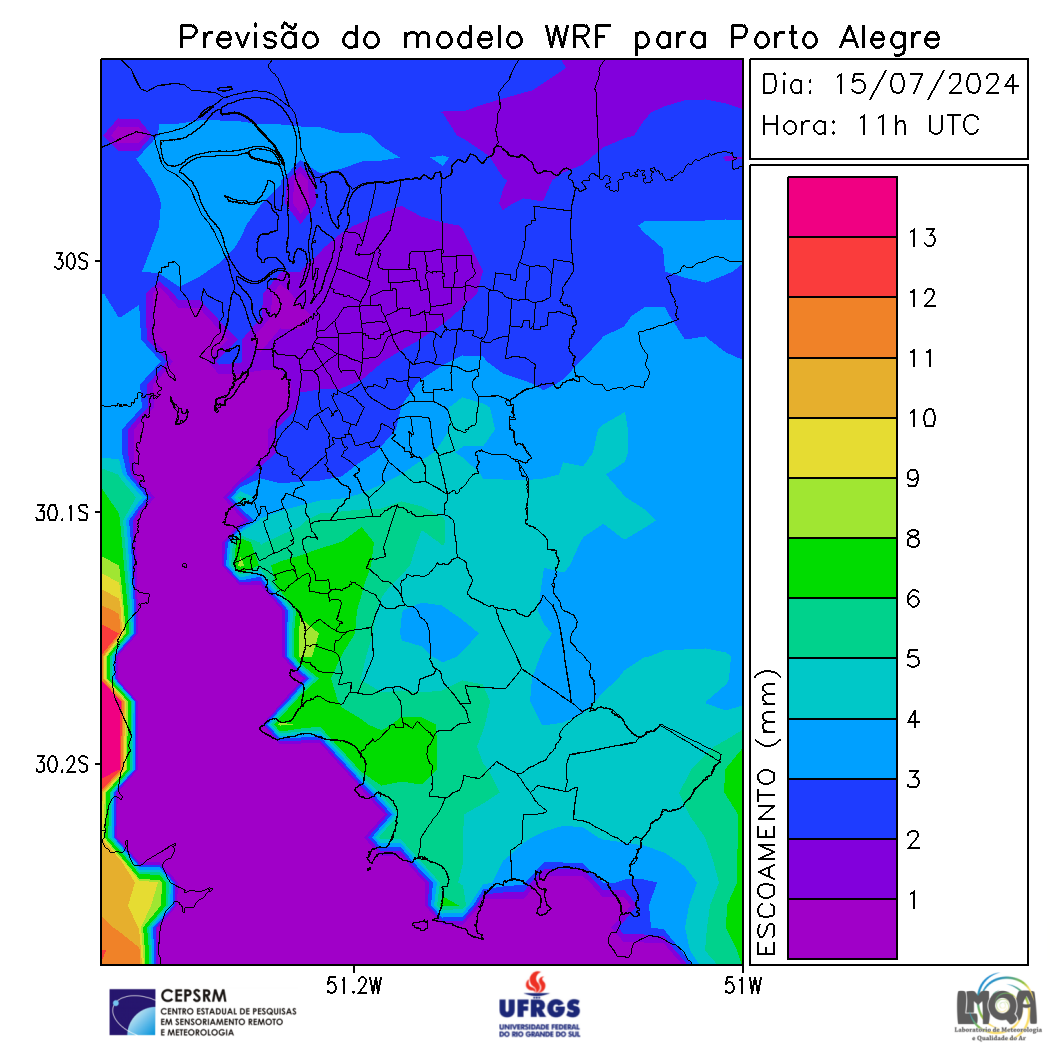 Previsão do modelo WRF para Porto Alegre
Dia: 15/07/2024
Hora: 11h UTC
30S
30.1S
30.2S
51.2W
51W
13
12
11
10
9
8
6
5
4
3
2
1
ESCOAMENTO (mm)
CEPSRM
CENTRO ESTADUAL DE PESQUISAS
EM SENSORIAMENTO REMOTO
E METEOROLOGIA
UFRGS
UNIVERSIDADE FEDERAL
DO RIO GRANDE DO SUL
LMQA
Laboratório de Meteorologia
e Qualidade do Ar